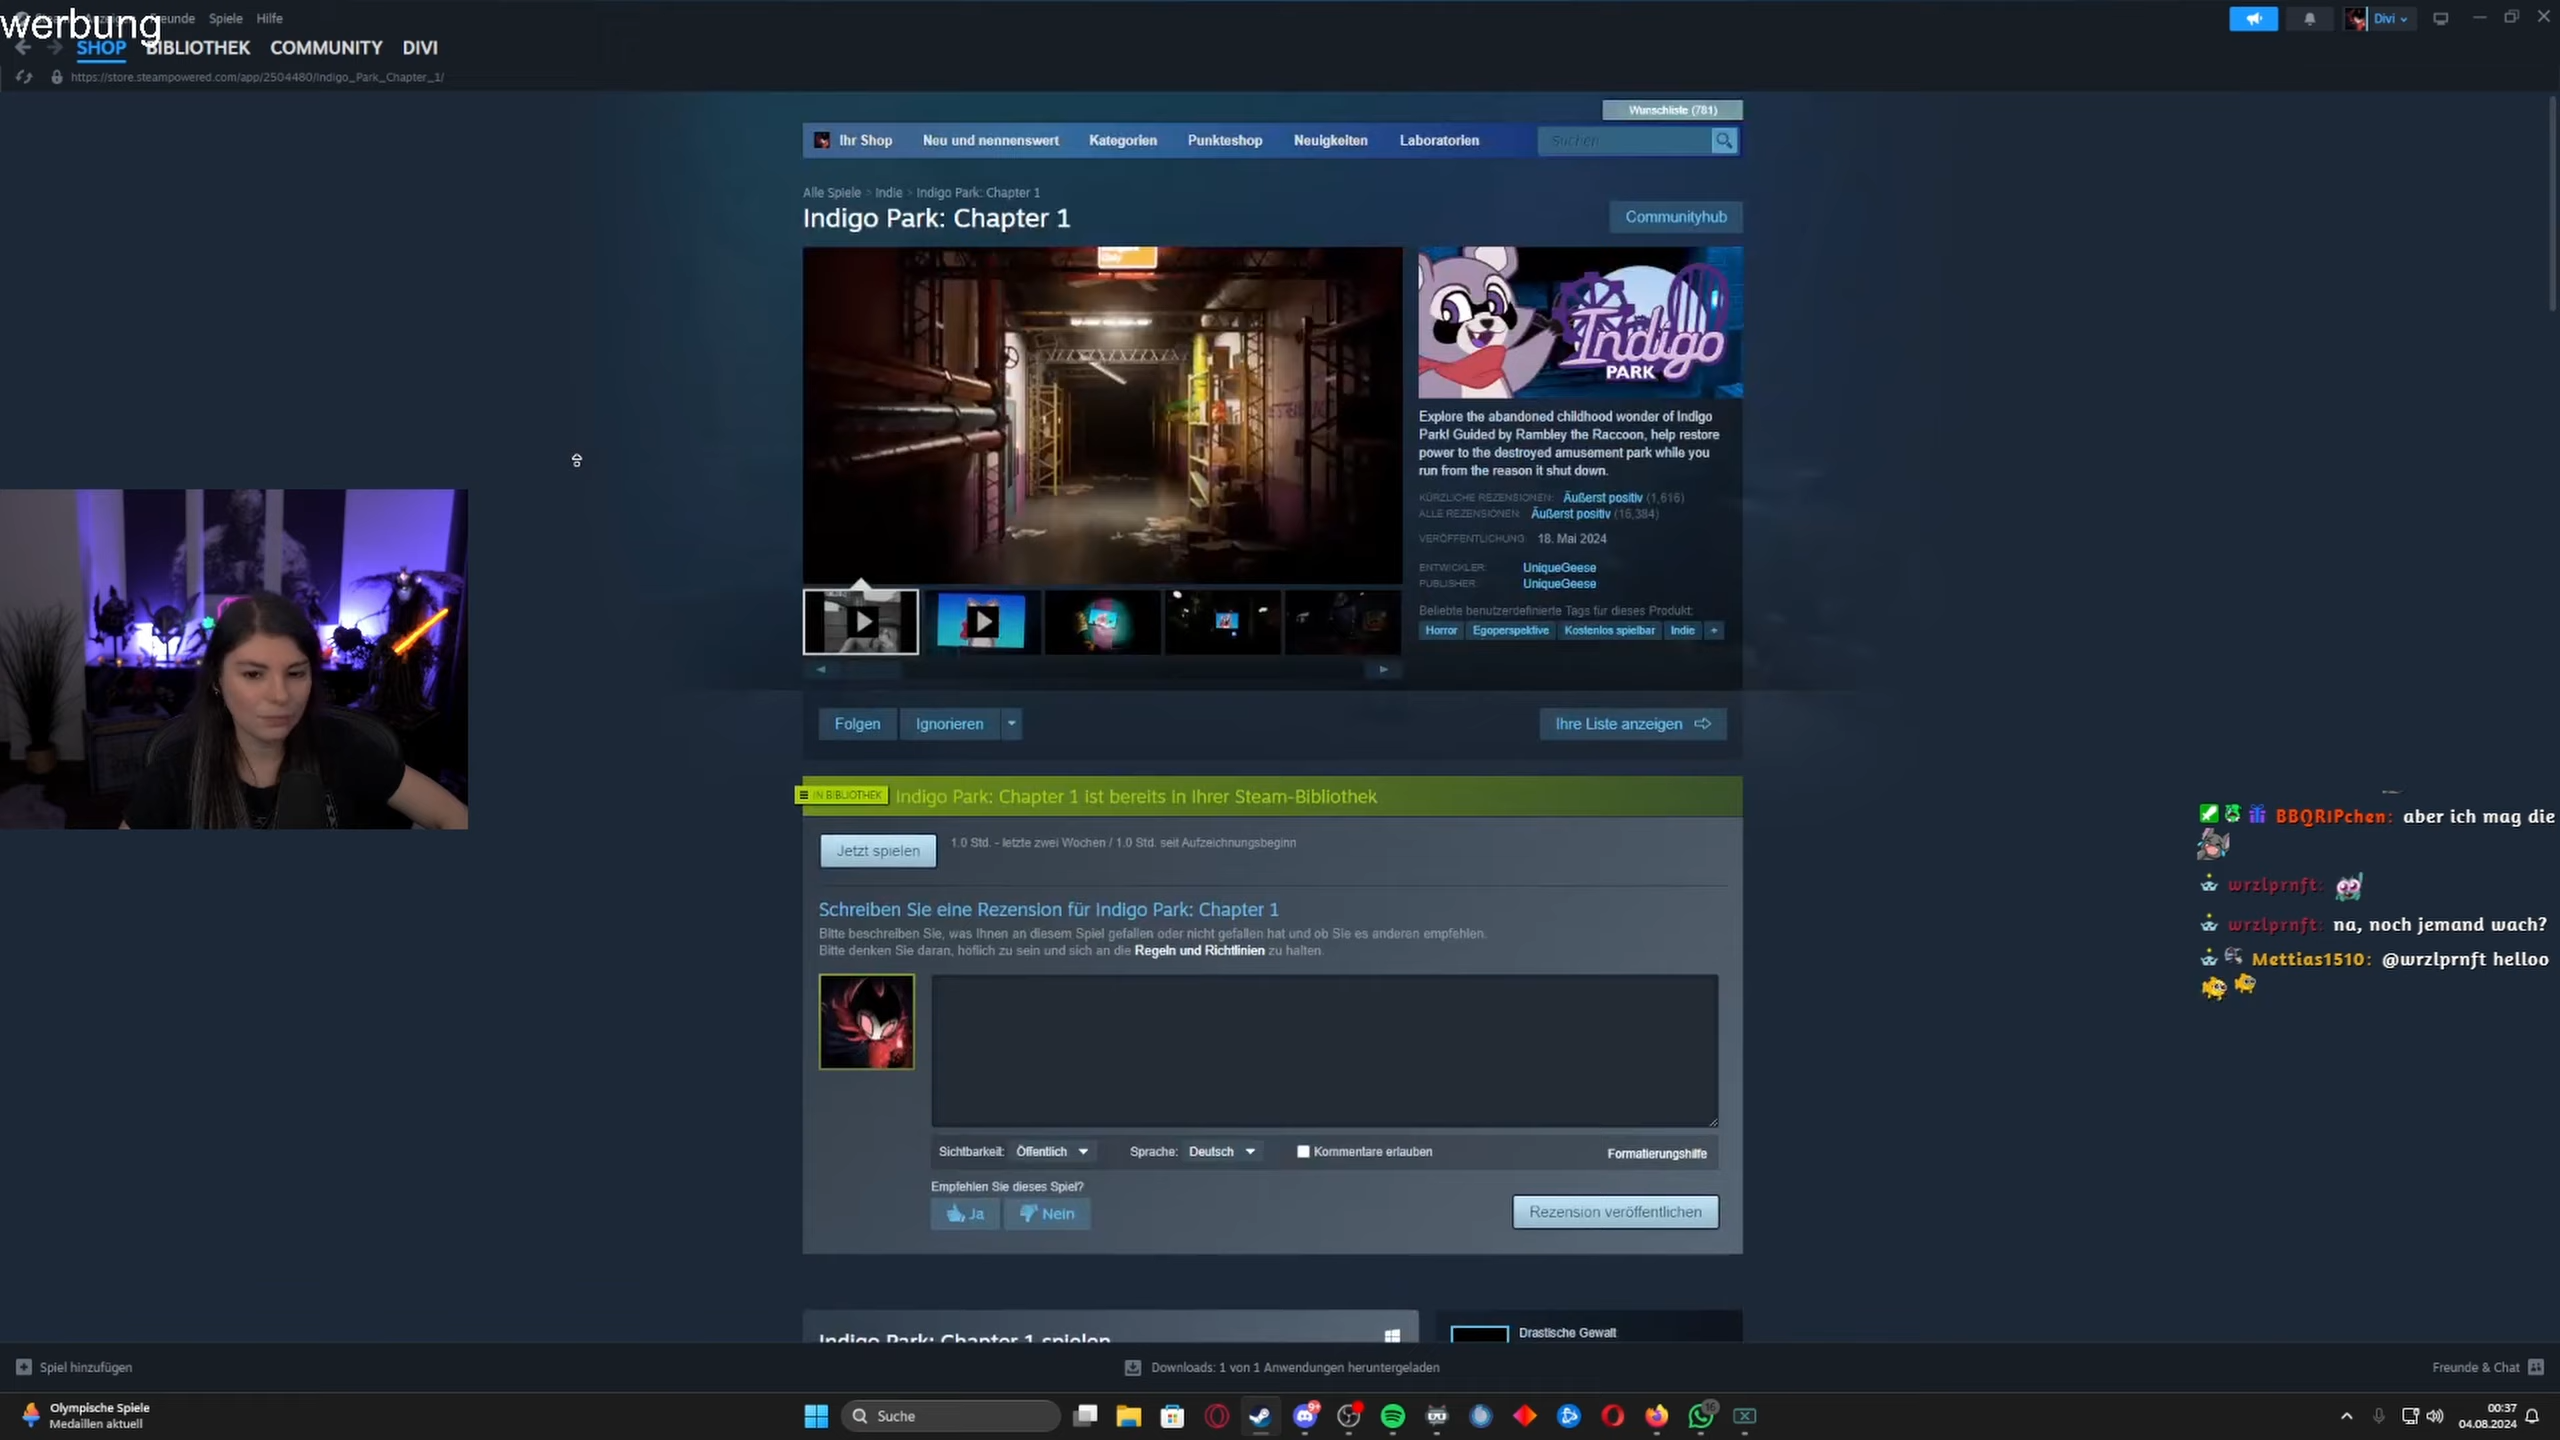 werbung
Freunde Spiele Hilfe
Divi
SHOP BIBLIOTHEK COMMUNITY DIVI
https://store.steampowered.com/app/2504480/Indigo_Park_Chapter_1/
Wunschliste (781)
Ihr Shop Neu und nennenswert Kategorien Punkteshop Neuigkeiten Laboratorien Suchen
Alle Spiele > Indie > Indigo Park: Chapter 1
Indigo Park: Chapter 1
Communityhub
Indigo
PARK
Explore the abandoned childhood wonder of Indigo
Park! Guided by Rambley the Raccoon, help restore
power to the destroyed amusement park while you
run from the reason it shut down.
KÜRZLICHE REZENSIONEN: Äußerst positiv (1,616)
ALLE REZENSIONEN: Äußerst positiv (16,384)
VERÖFFENTLICHUNG: 18. Mai 2024
ENTWICKLER: UniqueGeese
PUBLISHER: UniqueGeese
Beliebte benutzerdefinierte Tags für dieses Produkt:
Horror Egoperspektive Kostenlos spielbar Indie +
Folgen Ignorieren
Ihre Liste anzeigen
IN BIBLIOTHEK Indigo Park: Chapter 1 ist bereits in Ihrer Steam-Bibliothek
Jetzt spielen 1.0 Std. - letzte zwei Wochen / 1.0 Std. seit Aufzeichnungsbeginn
Schreiben Sie eine Rezension für Indigo Park: Chapter 1
Bitte beschreiben Sie, was Ihnen an diesem Spiel gefallen oder nicht gefallen hat und ob Sie es anderen empfehlen.
Bitte denken Sie daran, höflich zu sein und sich an die Regeln und Richtlinien zu halten.
Sichtbarkeit: Öffentlich Sprache: Deutsch Kommentare erlauben Formatierungshilfe
Empfehlen Sie dieses Spiel?
Ja Nein
Rezension veröffentlichen
BBQRIPchen: aber ich mag die
wrzlprnft:
wrzlprnft: na, noch jemand wach?
Mettias1510: @wrzlprnft helloo
Indigo Park: Chapter 1 spielen
Drastische Gewalt
Spiel hinzufügen
Downloads: 1 von 1 Anwendungen heruntergeladen
Freunde & Chat
Olympische Spiele
Medaillen aktuell
Suche
9+
16
00:37
04.08.2024